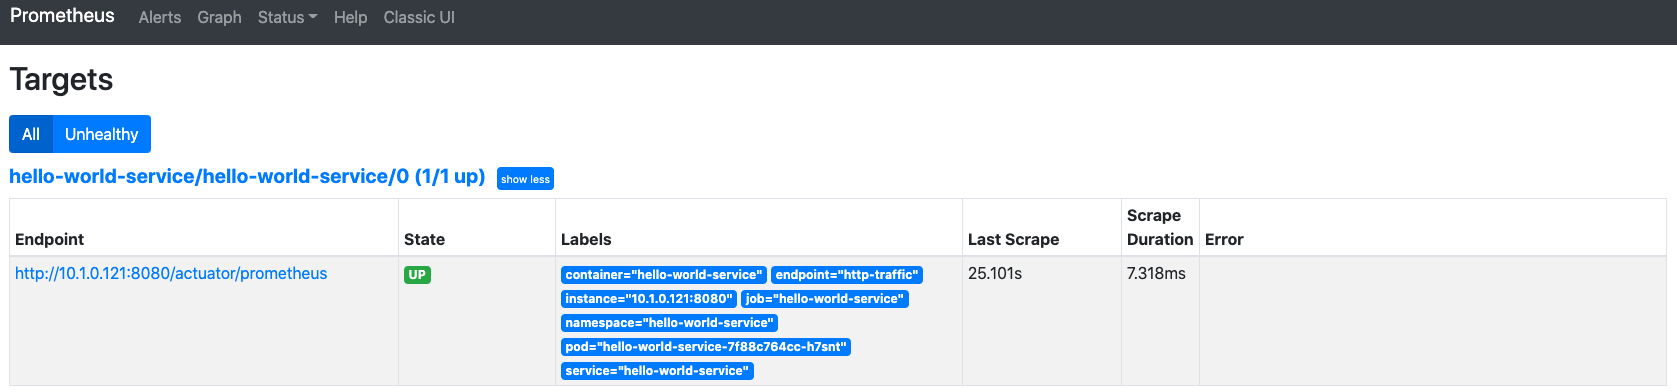 Prometheus Alerts Graph Status Help Classic UI
Targets
All Unhealthy
hello-world-service/hello-world-service/0 (1/1 up) show less
Endpoint State Labels Last Scrape Scrape Duration Error
http://10.1.0.121:8080/actuator/prometheus UP container="hello-world-service" endpoint="http-traffic" 25.101s 7.318ms
instance="10.1.0.121:8080" job="hello-world-service"
namespace="hello-world-service"
pod="hello-world-service-7f88c764cc-h7snt"
service="hello-world-service"